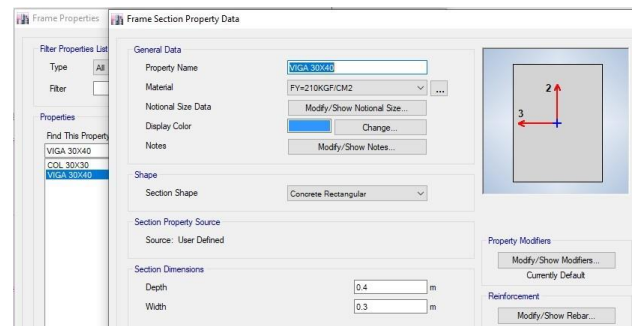 Frame Properties
Filter Properties List
Type All
Filter
Properties
Find This Property
VIGA 30X40
COL 30X30
VIGA 30X40
Frame Section Property Data
General Data
Property Name VIGA 30X40
Material FY=210KGF/CM2 ...
Notional Size Data Modify/Show Notional Size...
Display Color Change...
Notes Modify/Show Notes...
Shape
Section Shape Concrete Rectangular
Section Property Source
Source: User Defined
Section Dimensions
Depth 0.4 m
Width 0.3 m
2
3
Property Modifiers
Modify/Show Modifiers...
Currently Default
Reinforcement
Modify/Show Rebar...